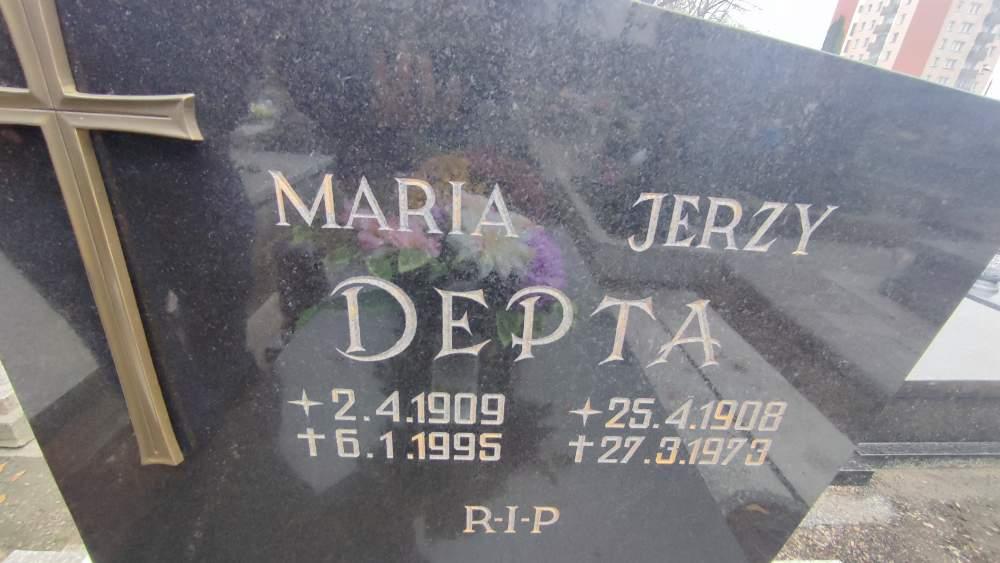 MARIA JERZY
DEPTA
✦2.4.1909 ✦25.4.1908
✝6.1.1995 ✝27.3.1973
R-I-P